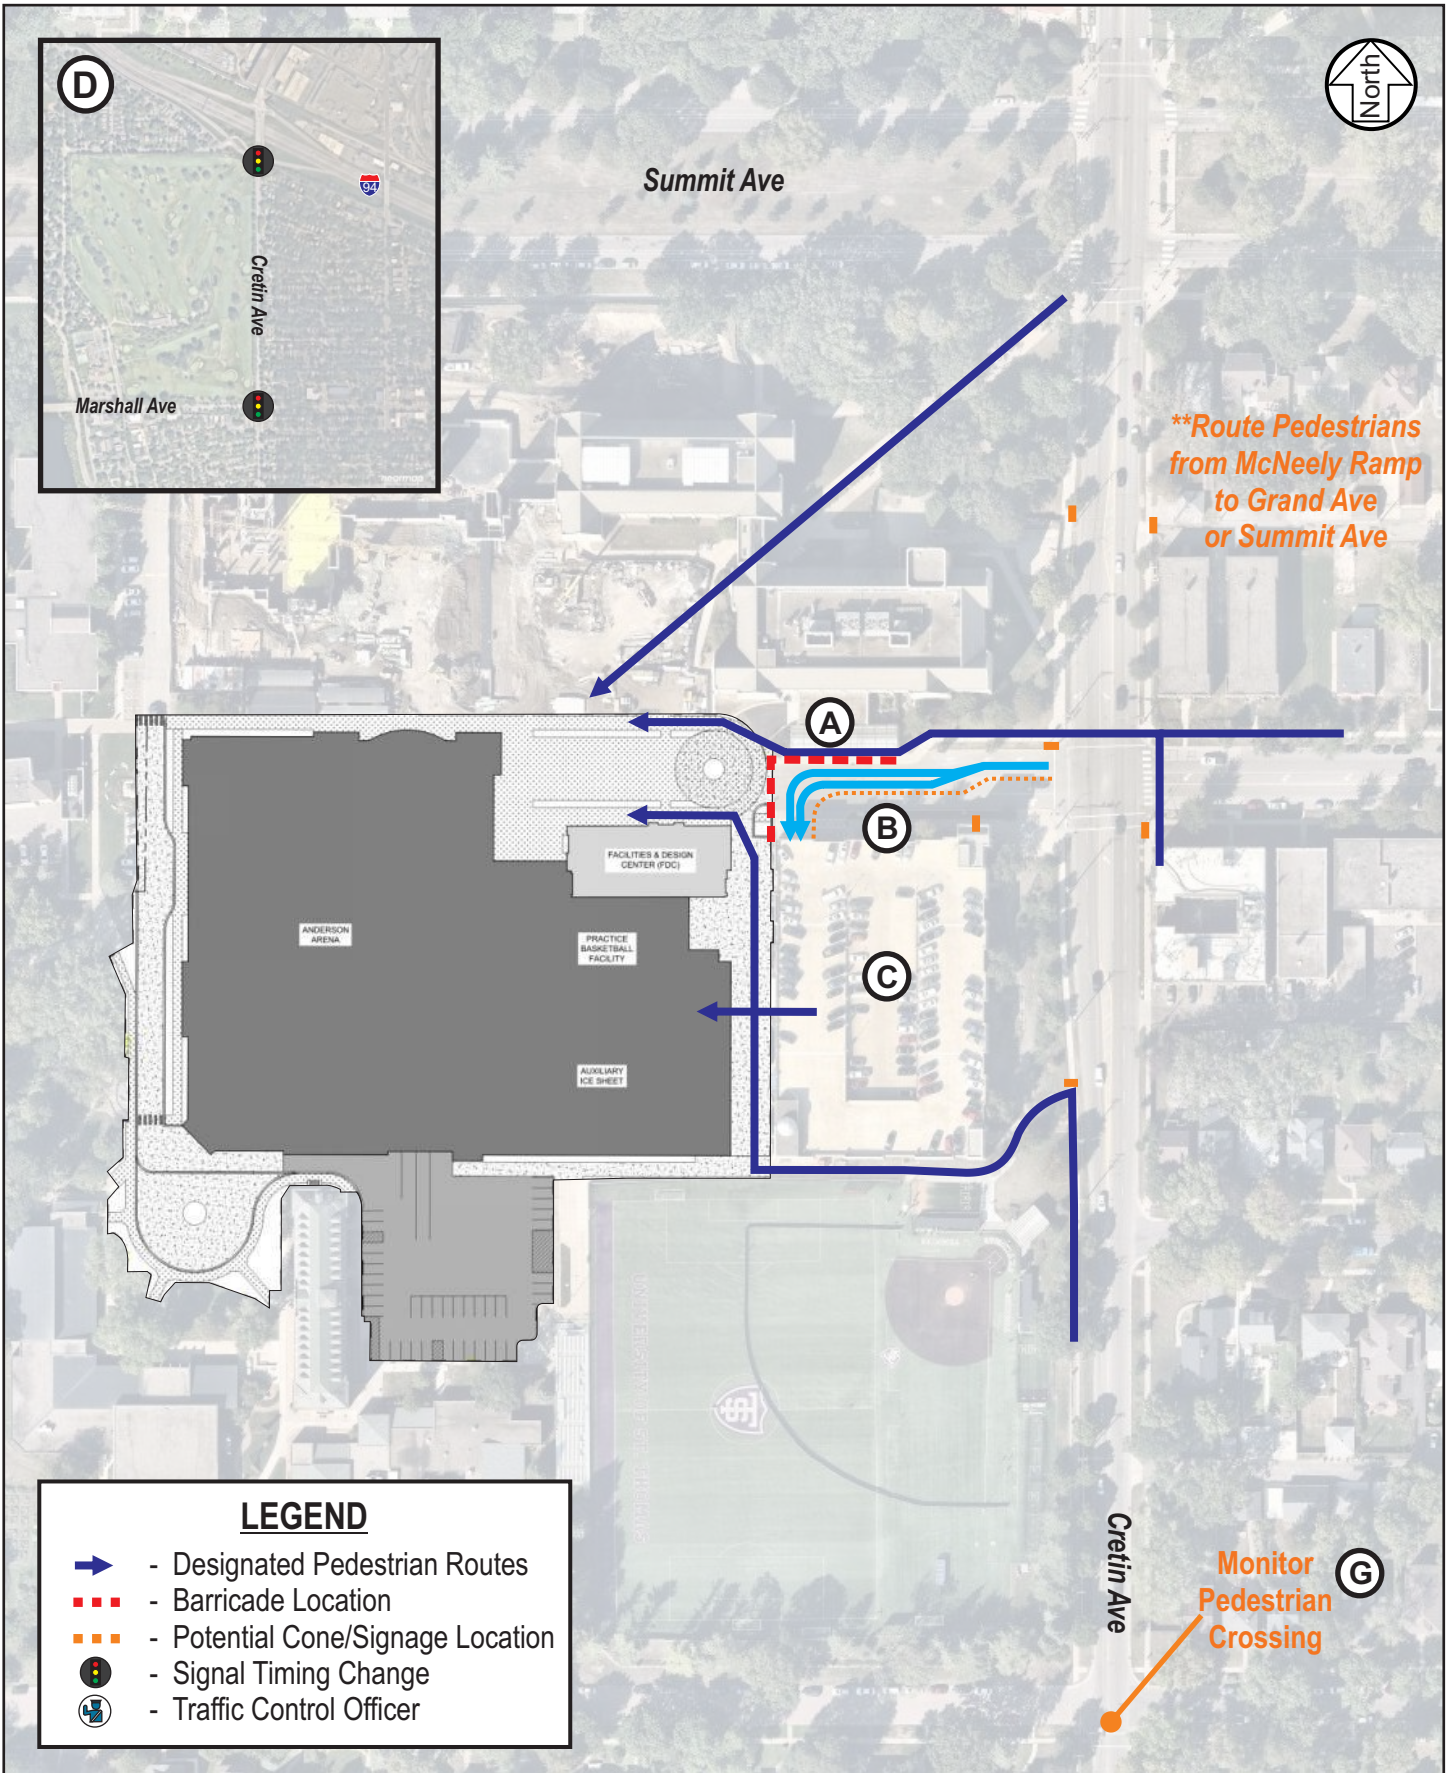 D
94
Cretin Ave
Marshall Ave
North
Summit Ave
**Route Pedestrians
from McNeely Ramp
to Grand Ave
or Summit Ave
A
B
C
FACILITIES & DESIGN
CENTER (FDC)
ANDERSON
ARENA
PRACTICE
BASKETBALL
FACILITY
AUXILIARY
ICE SHEET
Cretin Ave
Monitor
Pedestrian
Crossing
G
LEGEND
- Designated Pedestrian Routes
- Barricade Location
- Potential Cone/Signage Location
- Signal Timing Change
- Traffic Control Officer